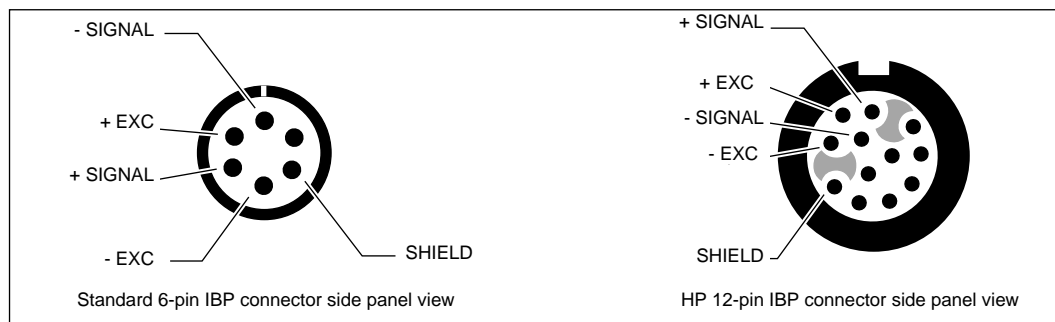 - SIGNAL
+ EXC
+ SIGNAL
- EXC
SHIELD
Standard 6-pin IBP connector side panel view
+ SIGNAL
+ EXC
- SIGNAL
- EXC
SHIELD
HP 12-pin IBP connector side panel view